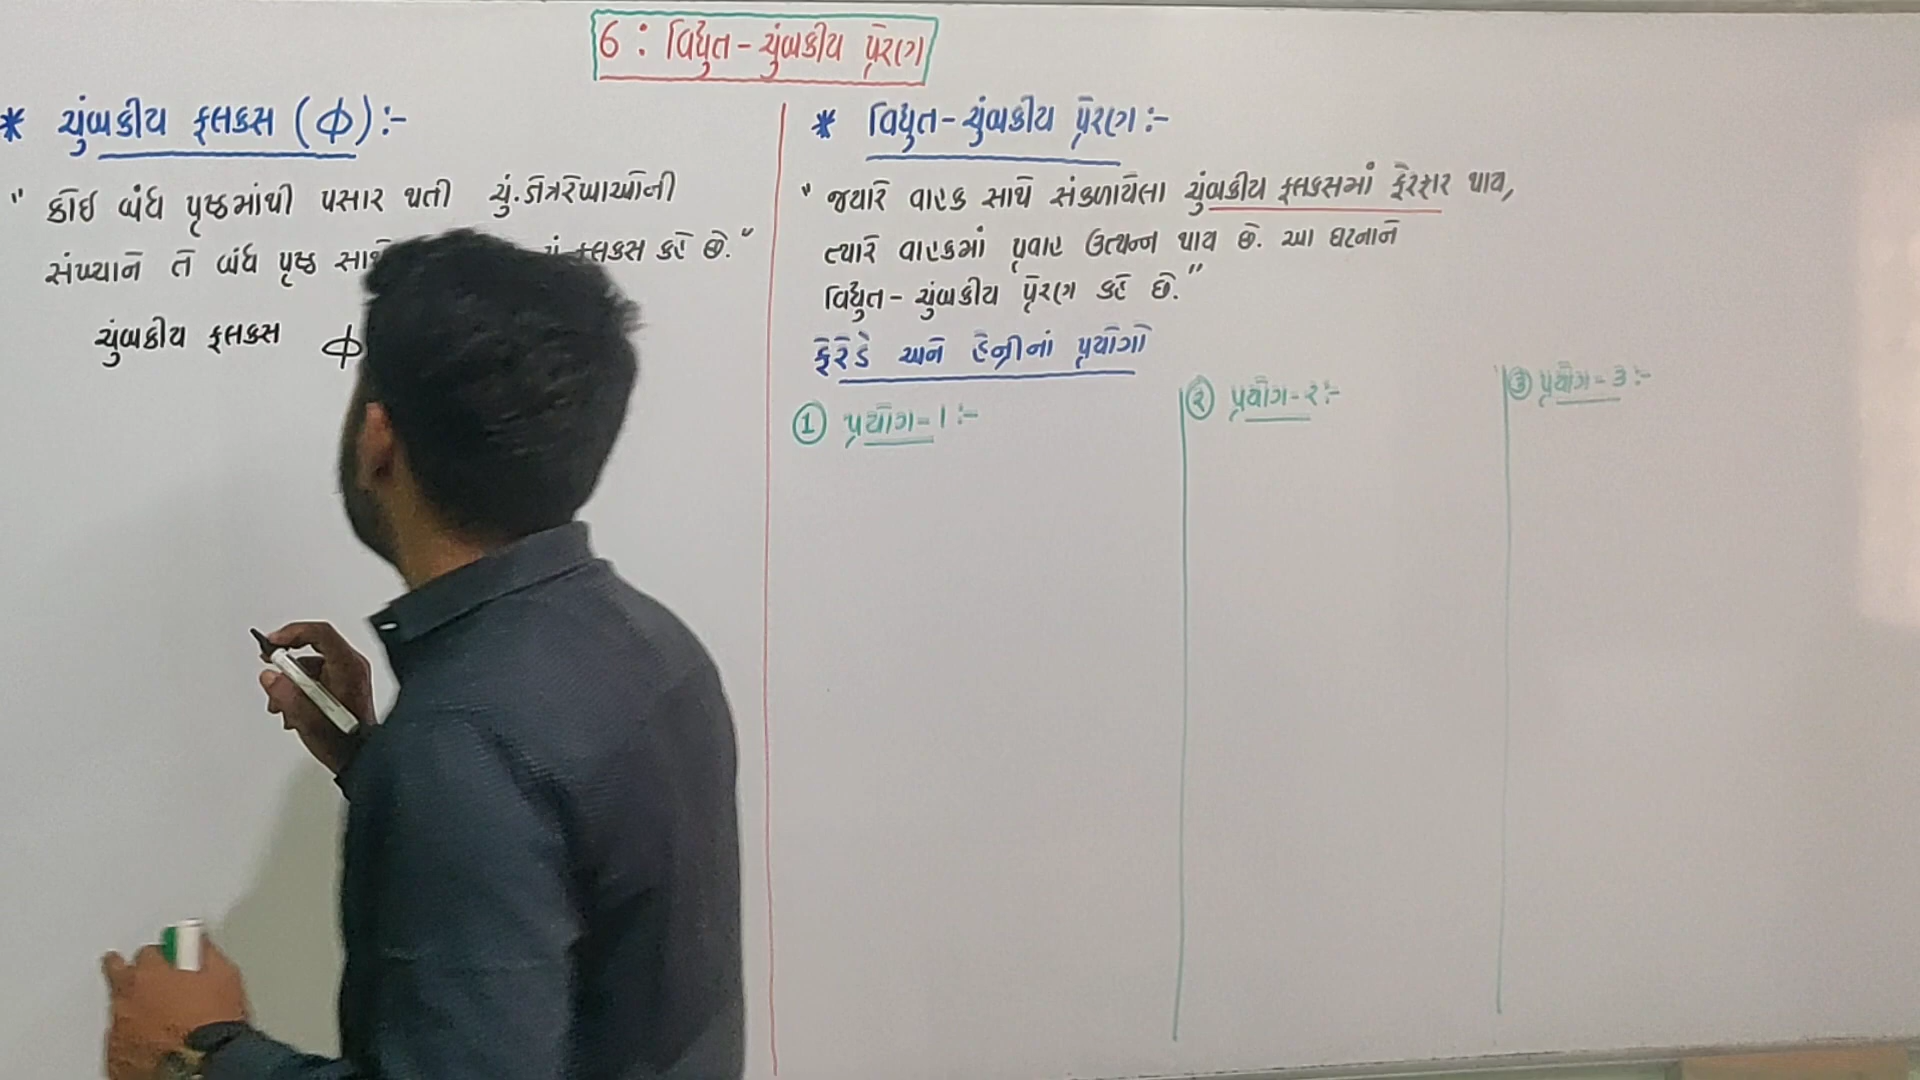 6 : વિદ્યુત - ચુંબકીય પ્રેરણ
* ચુંબકીય ફ્લક્સ (ϕ) :-
" કોઈ બંધ પૃષ્ઠમાંથી પસાર થતી ચું. ક્ષેત્રરેખાઓની
સંખ્યાને તે બંધ પૃષ્ઠ ફ્લક્સ કહે છે."
ચુંબકીય ફ્લક્સ ϕ
* વિદ્યુત - ચુંબકીય પ્રેરણ :-
" જ્યારે વાહક સાથે સંકળાયેલા ચુંબકીય ફ્લક્સમાં ફેરફાર થાય,
ત્યારે વાહકમાં પ્રવાહ ઉત્પન્ન થાય છે. આ ઘટનાને
વિદ્યુત - ચુંબકીય પ્રેરણ કહે છે."
ફેરેડે અને હેન્રીનાં પ્રયોગો
① પ્રયોગ - 1 :-
② પ્રયોગ - ૨ :-
③ પ્રયોગ - 3 :-